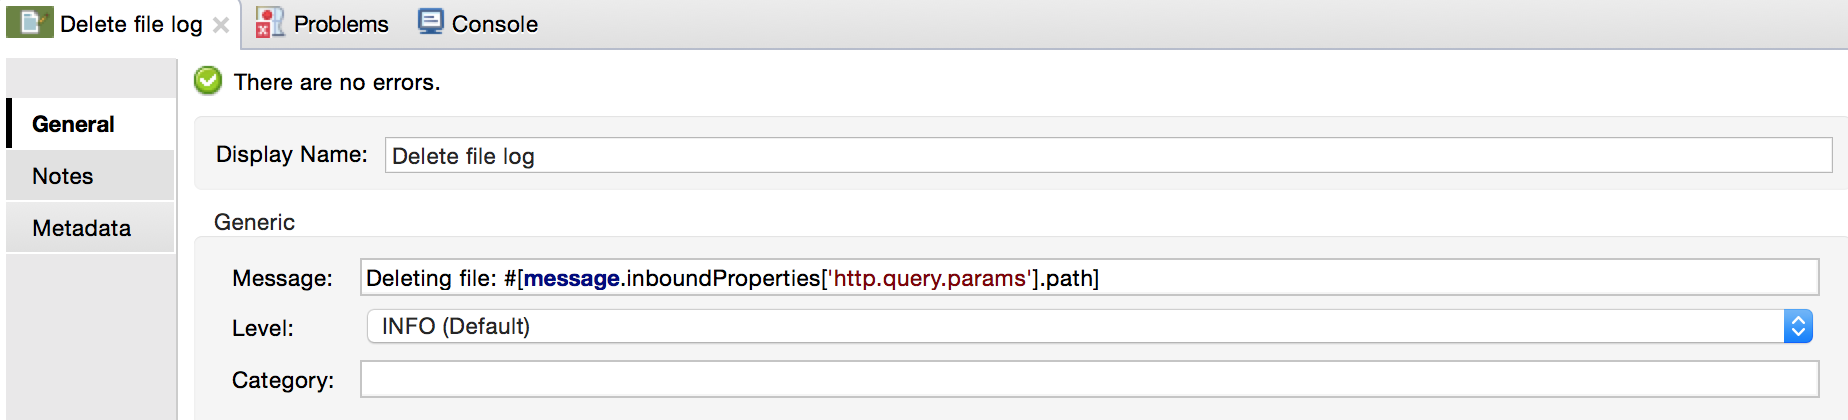 Delete file log Problems Console
There are no errors.
General
Notes
Metadata
Display Name: Delete file log
Generic
Message: Deleting file: #[message.inboundProperties['http.query.params'].path]
Level: INFO (Default)
Category: